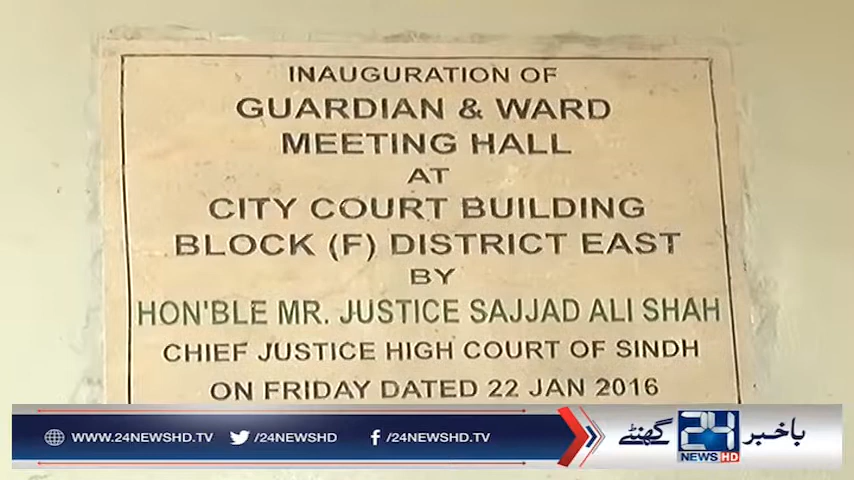 INAUGURATION OF
GUARDIAN & WARD
MEETING HALL
AT
CITY COURT BUILDING
BLOCK (F) DISTRICT EAST
BY
HON'BLE MR. JUSTICE SAJJAD ALI SHAH
CHIEF JUSTICE HIGH COURT OF SINDH
ON FRIDAY DATED 22 JAN 2016
WWW.24NEWSHD.TV /24NEWSHD /24NEWSHD.TV باخبر 24 گھنٹے
NEWS HD